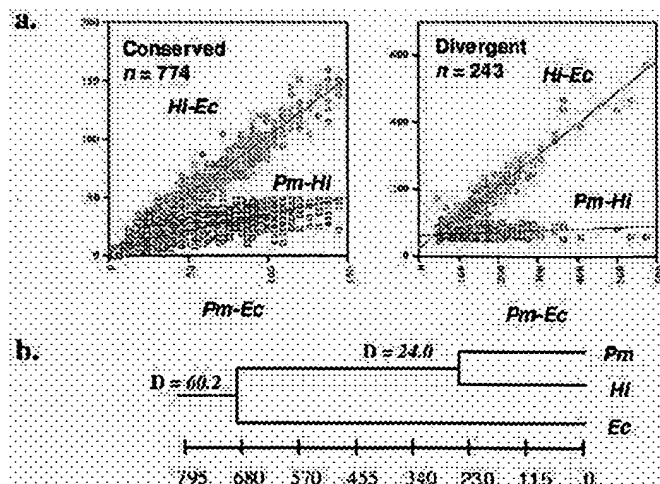 a.
Conserved
n = 774
Hi-Ec
Pm-Hi
Pm-Ec
Divergent
n = 243
Hi-Ec
Pm-Hi
Pm-Ec
b.
D = 60.2
D = 24.0
Pm
Hi
Ec
795 680 570 455 340 230 115 0